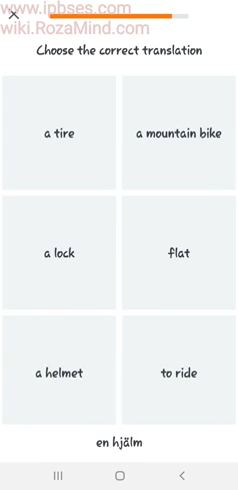 www.ipbses.com
wiki.RozaMind.com
Choose the correct translation
a tire
a mountain bike
a lock
flat
a helmet
to ride
en hjälm